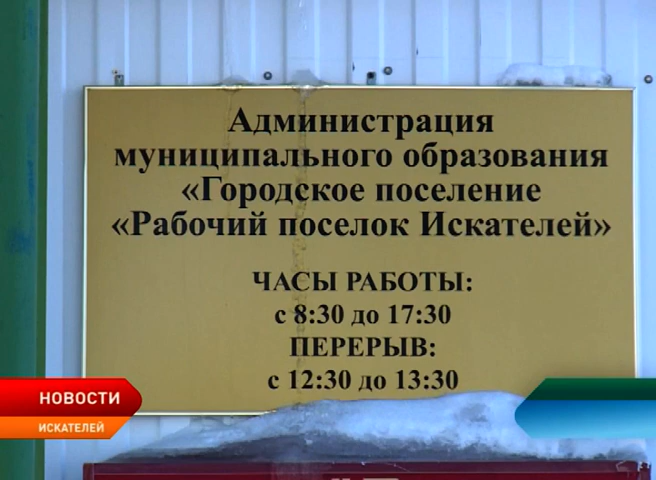 Администрация
муниципального образования
«Городское поселение
«Рабочий поселок Искателей»
ЧАСЫ РАБОТЫ:
с 8:30 до 17:30
ПЕРЕРЫВ:
с 12:30 до 13:30
НОВОСТИ
ИСКАТЕЛЕЙ